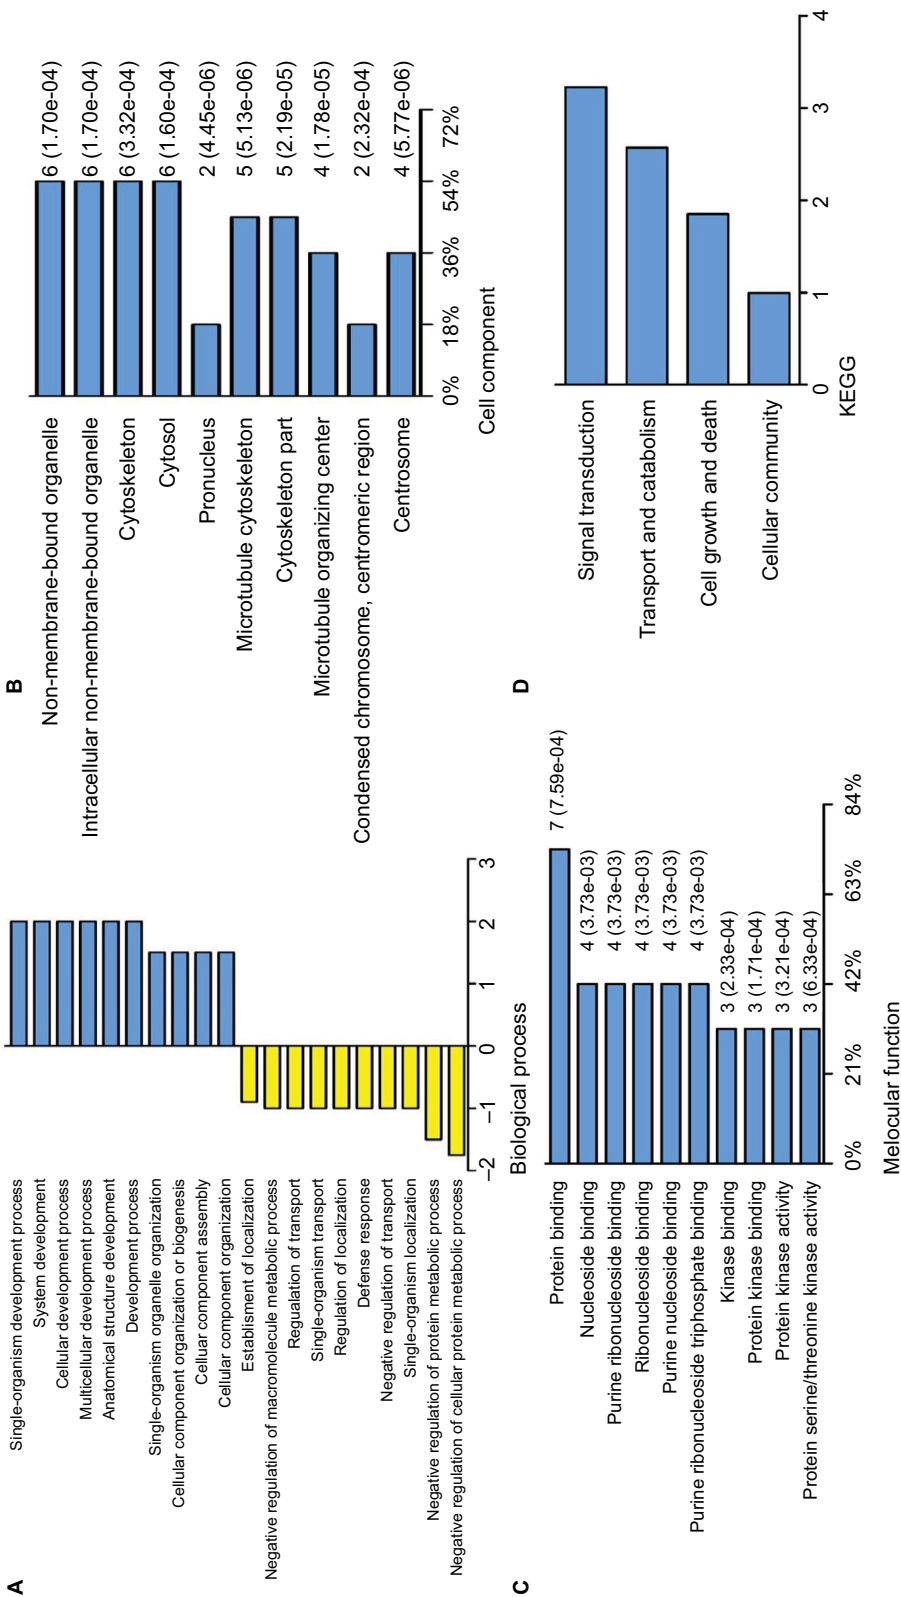 A
Single-organism development process
System development
Cellular development process
Multicellular development process
Anatomical structure development
Development process
Single-organism organelle organization
Cellular component organization or biogenesis
Celluar component assembly
Cellular component organization
Establisment of localization
Negative regulation of macromolecule metabolic process
Regualation of transport
Single-organism transport
Regulation of localization
Defense response
Negative regulation of transport
Single-organism localization
Negative regulation of protein metabolic process
Negative regulation of cellular protein metabolic process
–2 –1 0 1 2 3
Biological process
B
Non-membrane-bound organelle 6 (1.70e-04)
Intracellular non-membrane-bound organelle 6 (1.70e-04)
Cytoskeleton 6 (3.32e-04)
Cytosol 6 (1.60e-04)
Pronucleus 2 (4.45e-06)
Microtubule cytoskeleton 5 (5.13e-06)
Cytoskeleton part 5 (2.19e-05)
Microtubule organizing center 4 (1.78e-05)
Condensed chromosome, centromeric region 2 (2.32e-04)
Centrosome 4 (5.77e-06)
0% 18% 36% 54% 72%
Cell component
C
Protein binding 7 (7.59e-04)
Nucleoside binding 4 (3.73e-03)
Purine ribonucleoside binding 4 (3.73e-03)
Ribonucleoside binding 4 (3.73e-03)
Purine nucleoside binding 4 (3.73e-03)
Purine ribonucleoside triphosphate binding 4 (3.73e-03)
Kinase binding 3 (2.33e-04)
Protein kinase binding 3 (1.71e-04)
Protein kinase activity 3 (3.21e-04)
Protein serine/threonine kinase activity 3 (6.33e-04)
0% 21% 42% 63% 84%
Melocular function
D
Signal transduction
Transport and catabolism
Cell growth and death
Cellular community
0 1 2 3 4
KEGG